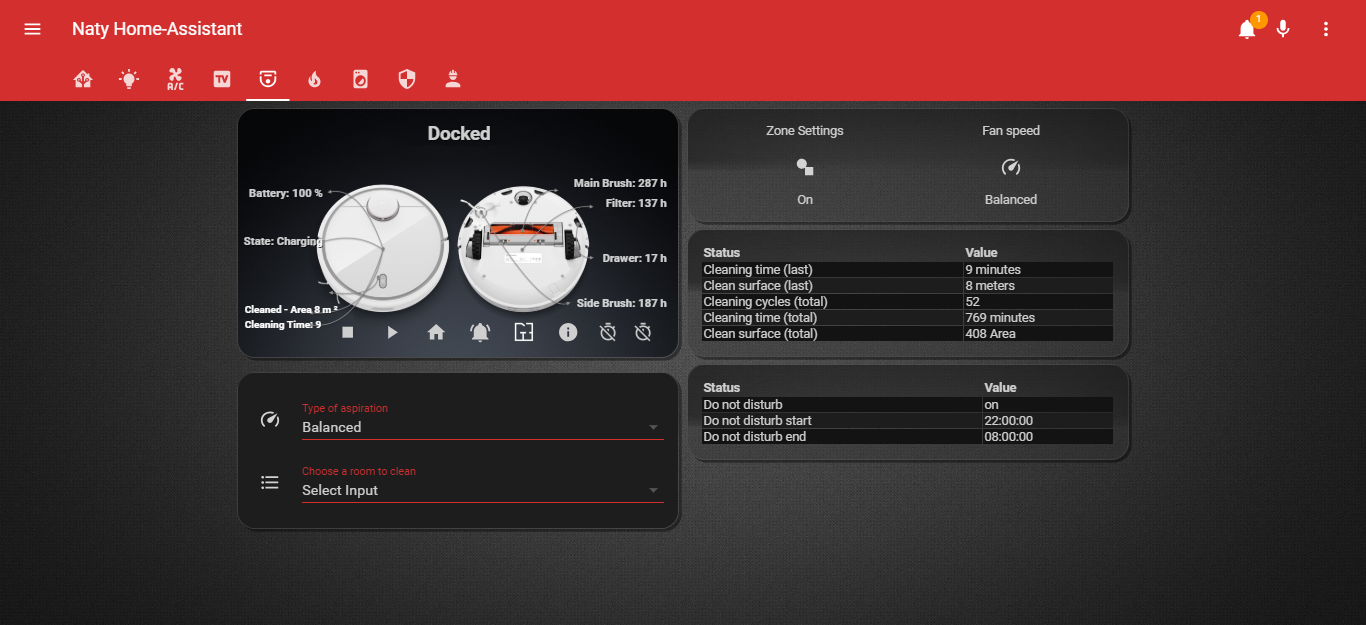 Naty Home-Assistant
1
A/C
TV
Docked
Battery: 100 %
State: Charging
Cleaned - Area 8 m ²
Cleaning Time: 9
Main Brush: 287 h
Filter: 137 h
Drawer: 17 h
Side Brush: 187 h
Type of aspiration
Balanced
Choose a room to clean
Select Input
Zone Settings
Fan speed
On
Balanced
Status Value
Cleaning time (last) 9 minutes
Clean surface (last) 8 meters
Cleaning cycles (total) 52
Cleaning time (total) 769 minutes
Clean surface (total) 408 Area
Status Value
Do not disturb on
Do not disturb start 22:00:00
Do not disturb end 08:00:00